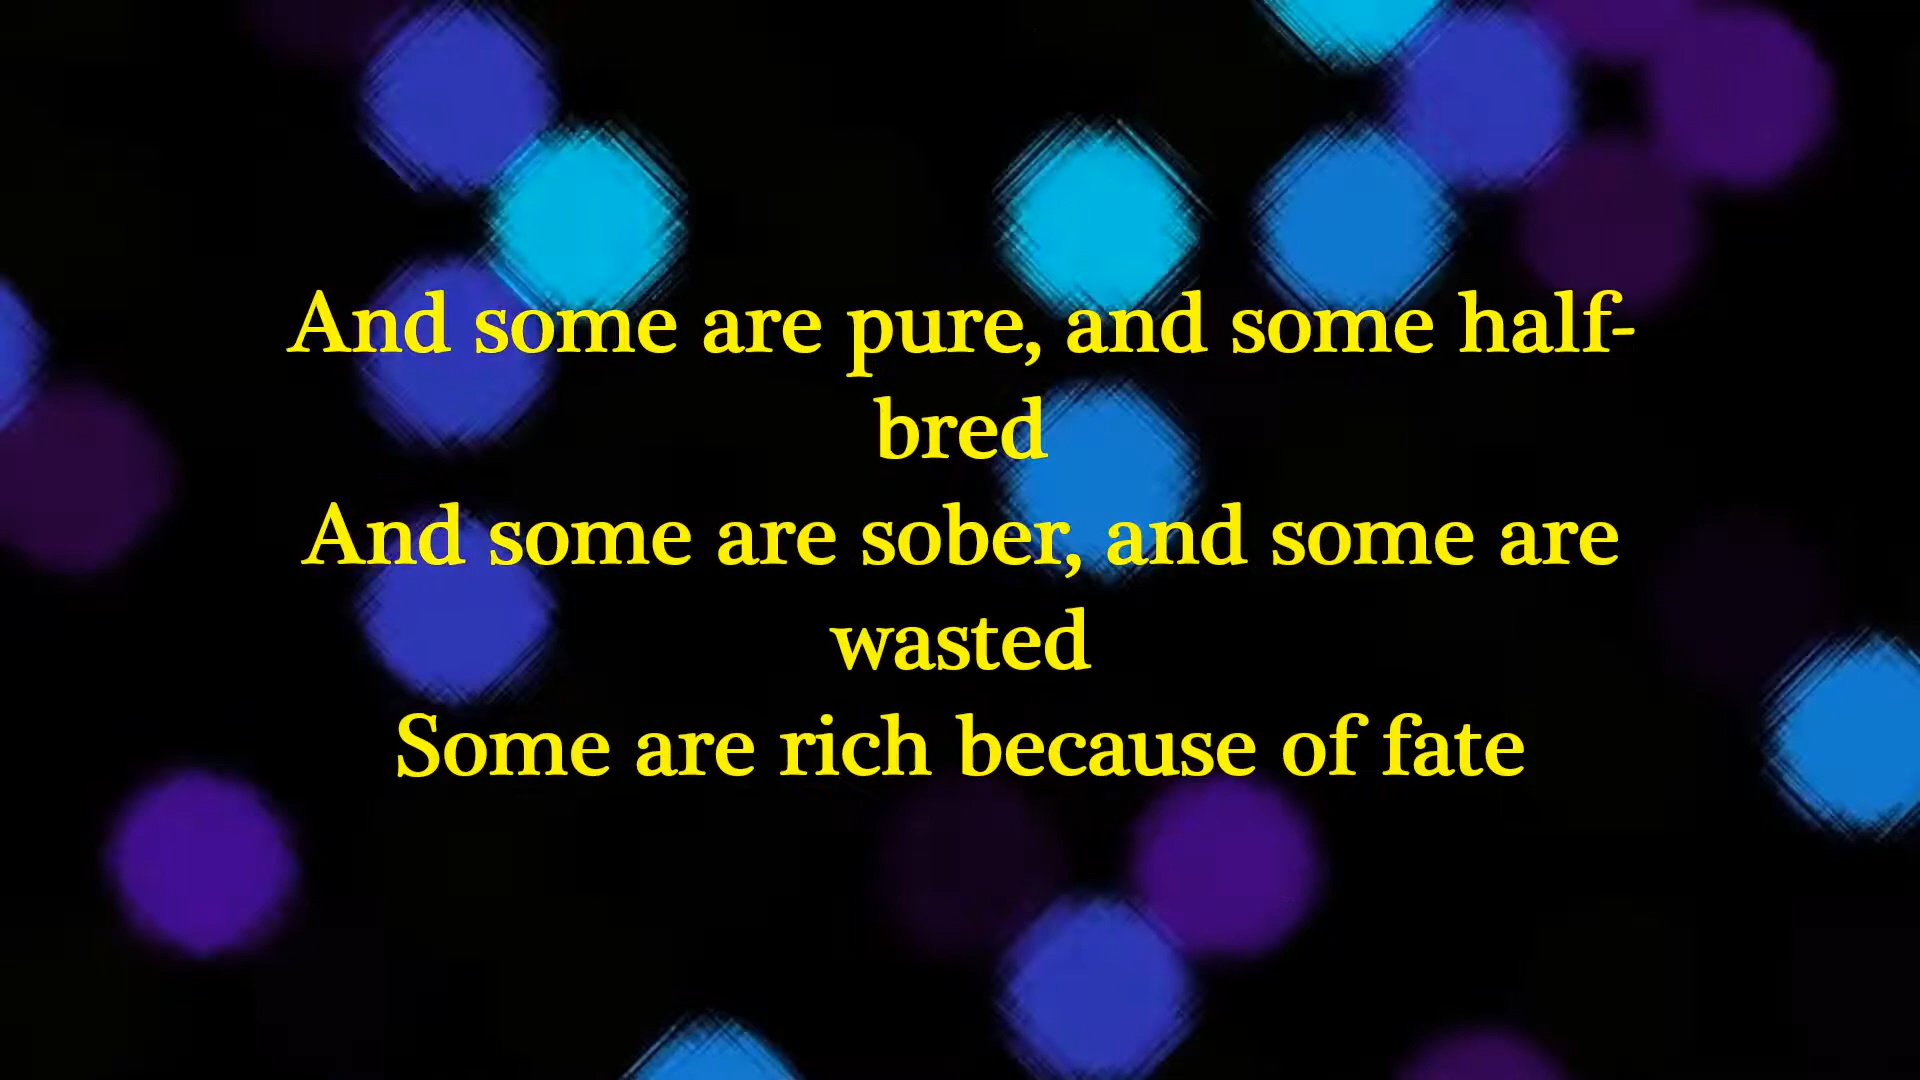 And some are pure, and some half-
bred
And some are sober, and some are
wasted
Some are rich because of fate